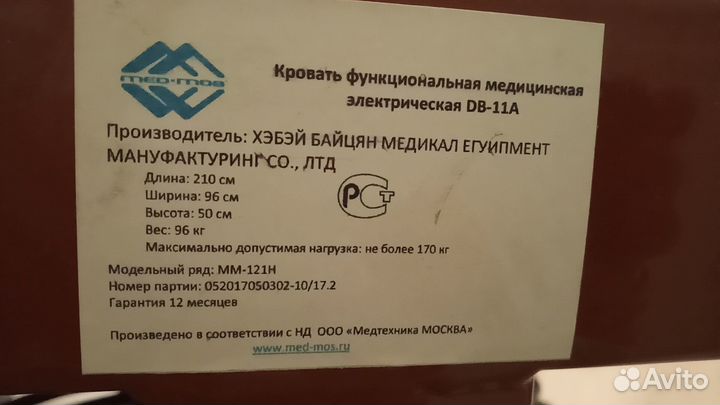 MED-MOS
Кровать функциональная медицинская
электрическая DB-11A
Производитель: ХЭБЭЙ БАЙЦЯН МЕДИКАЛ ЕГУИПМЕНТ
МАНУФАКТУРИНГ СО., ЛТД
Длина: 210 см
Ширина: 96 см
Высота: 50 см
Вес: 96 кг
Максимально допустимая нагрузка: не более 170 кг
РСТ
Модельный ряд: ММ-121Н
Номер партии: 052017050302-10/17.2
Гарантия 12 месяцев
Произведено в соответствии с НД ООО «Медтехника МОСКВА»
www.med-mos.ru
Avito